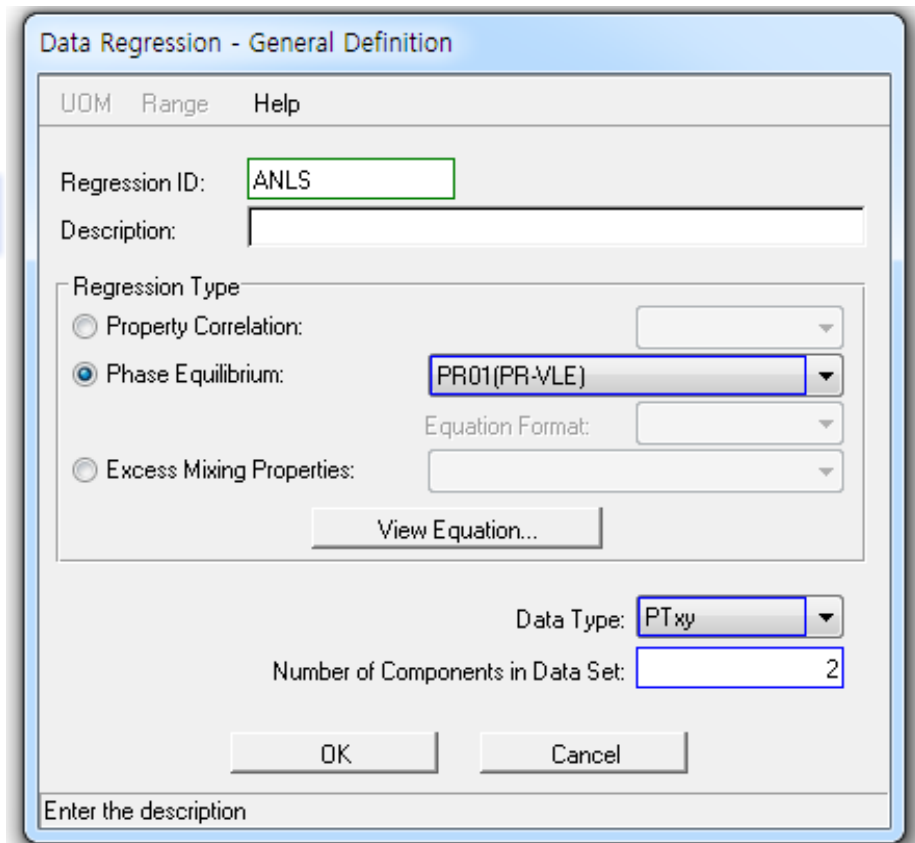 Data Regression - General Definition
UOM Range Help
Regression ID: ANLS
Description:
Regression Type
Property Correlation:
Phase Equilibrium: PR01(PR-VLE)
Equation Format:
Excess Mixing Properties:
View Equation...
Data Type: PTxy
Number of Components in Data Set: 2
OK Cancel
Enter the description